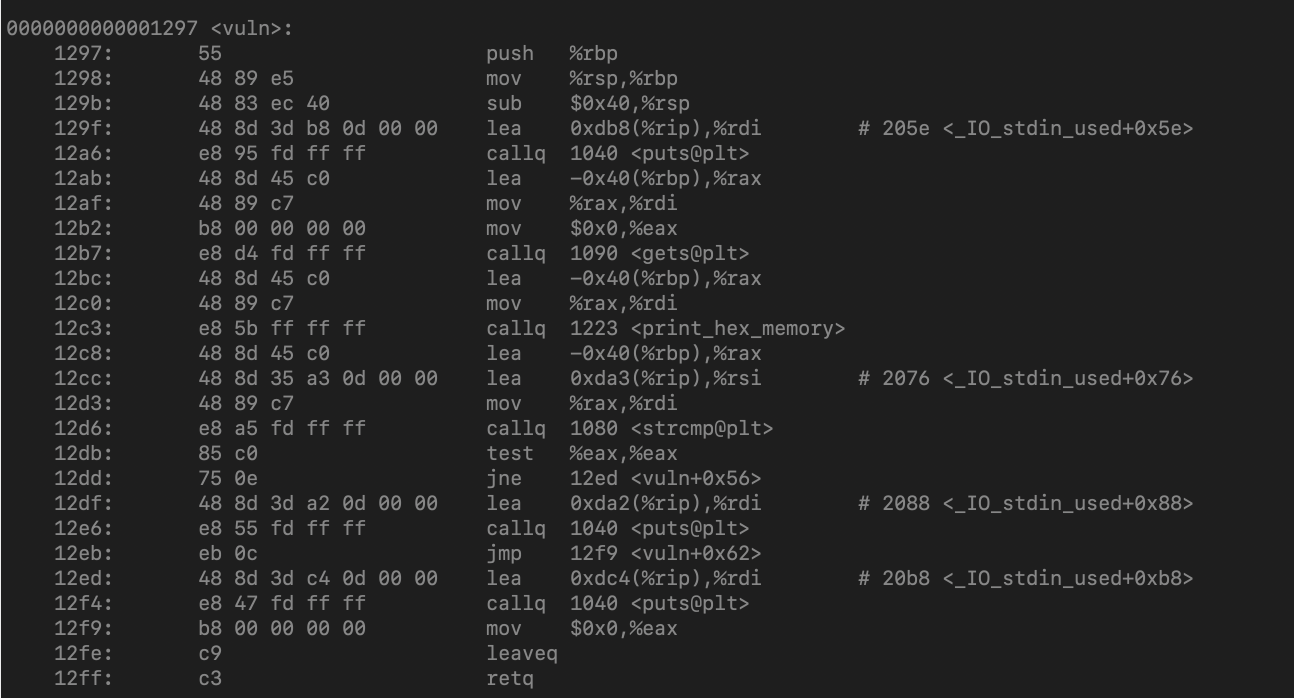 0000000000001297 <vuln>:
1297: 55 push %rbp
1298: 48 89 e5 mov %rsp,%rbp
129b: 48 83 ec 40 sub $0x40,%rsp
129f: 48 8d 3d b8 0d 00 00 lea 0xdb8(%rip),%rdi # 205e <_IO_stdin_used+0x5e>
12a6: e8 95 fd ff ff callq 1040 <puts@plt>
12ab: 48 8d 45 c0 lea -0x40(%rbp),%rax
12af: 48 89 c7 mov %rax,%rdi
12b2: b8 00 00 00 00 mov $0x0,%eax
12b7: e8 d4 fd ff ff callq 1090 <gets@plt>
12bc: 48 8d 45 c0 lea -0x40(%rbp),%rax
12c0: 48 89 c7 mov %rax,%rdi
12c3: e8 5b ff ff ff callq 1223 <print_hex_memory>
12c8: 48 8d 45 c0 lea -0x40(%rbp),%rax
12cc: 48 8d 35 a3 0d 00 00 lea 0xda3(%rip),%rsi # 2076 <_IO_stdin_used+0x76>
12d3: 48 89 c7 mov %rax,%rdi
12d6: e8 a5 fd ff ff callq 1080 <strcmp@plt>
12db: 85 c0 test %eax,%eax
12dd: 75 0e jne 12ed <vuln+0x56>
12df: 48 8d 3d a2 0d 00 00 lea 0xda2(%rip),%rdi # 2088 <_IO_stdin_used+0x88>
12e6: e8 55 fd ff ff callq 1040 <puts@plt>
12eb: eb 0c jmp 12f9 <vuln+0x62>
12ed: 48 8d 3d c4 0d 00 00 lea 0xdc4(%rip),%rdi # 20b8 <_IO_stdin_used+0xb8>
12f4: e8 47 fd ff ff callq 1040 <puts@plt>
12f9: b8 00 00 00 00 mov $0x0,%eax
12fe: c9 leaveq
12ff: c3 retq